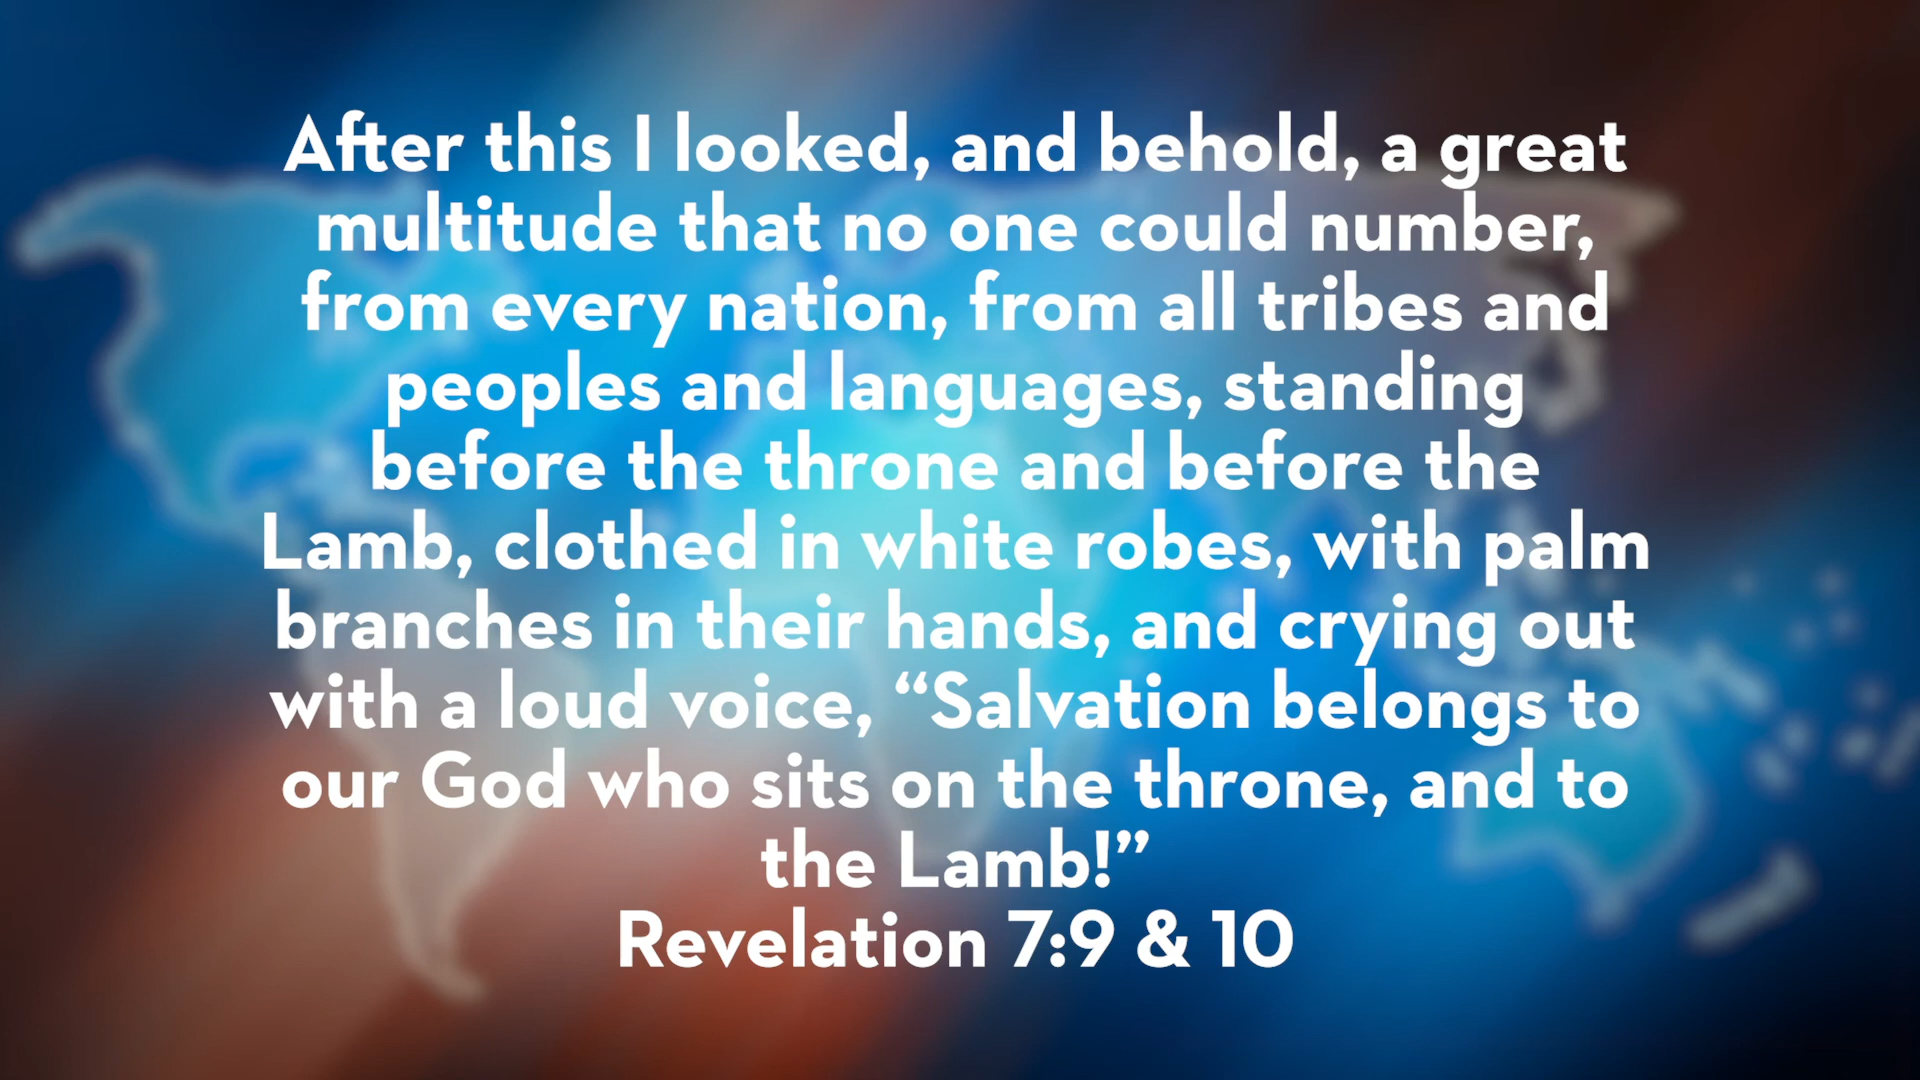 After this I looked, and behold, a great
multitude that no one could number,
from every nation, from all tribes and
peoples and languages, standing
before the throne and before the
Lamb, clothed in white robes, with palm
branches in their hands, and crying out
with a loud voice, “Salvation belongs to
our God who sits on the throne, and to
the Lamb!”
Revelation 7:9 & 10